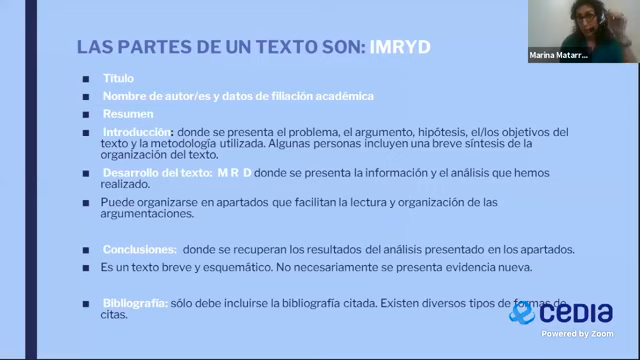 LAS PARTES DE UN TEXTO SON: IMRYD
Marina Matarr...
Título
Nombre de autor/es y datos de filiación académica
Resumen
Introducción: donde se presenta el problema, el argumento, hipótesis, el/los objetivos del
texto y la metodología utilizada. Algunas personas incluyen una breve síntesis de la
organización del texto.
Desarrollo del texto: M R D donde se presenta la información y el análisis que hemos
realizado.
Puede organizarse en apartados que facilitan la lectura y organización de las
argumentaciones.
Conclusiones: donde se recuperan los resultados del análisis presentado en los apartados.
Es un texto breve y esquemático. No necesariamente se presenta evidencia nueva.
Bibliografía: sólo debe incluirse la bibliografía citada. Existen diversos tipos de formas de
citas.
CEDIA
Powered by Zoom